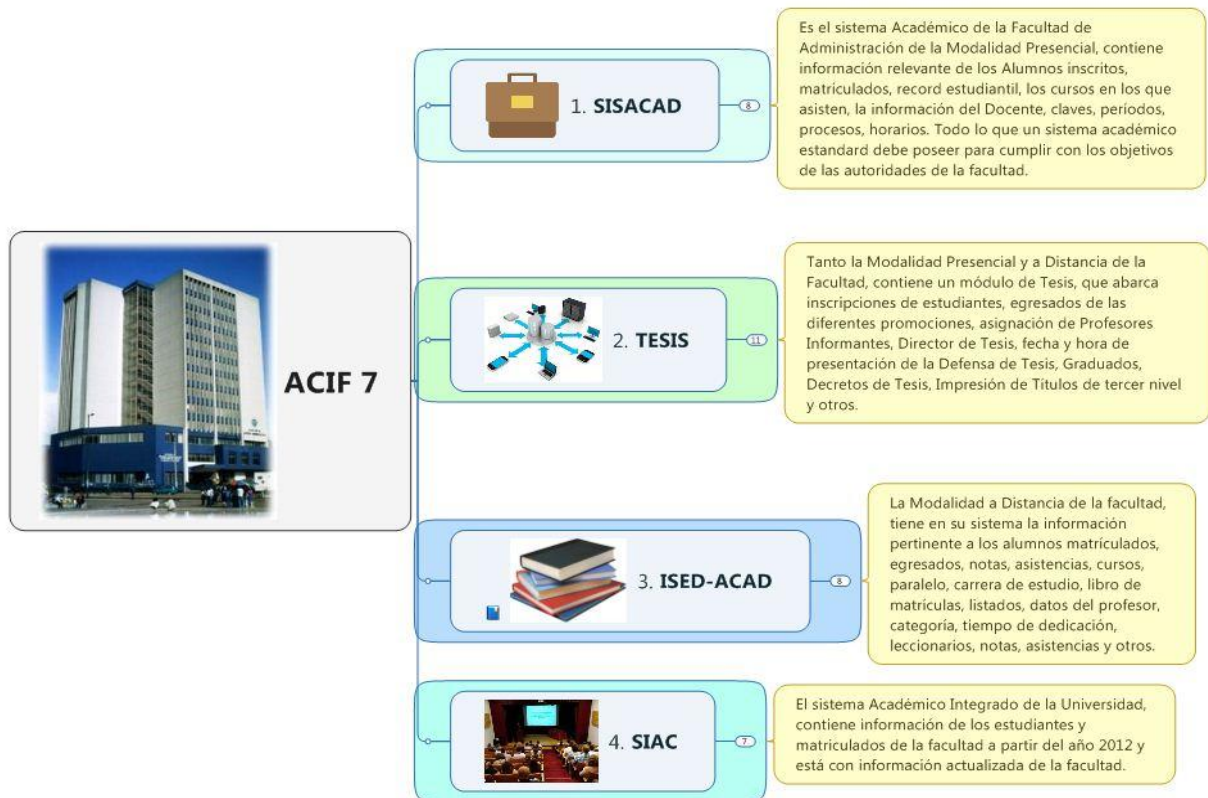 ACIF 7
1. SISACAD
8
Es el sistema Académico de la Facultad de
Administración de la Modalidad Presencial, contiene
información relevante de los Alumnos inscritos,
matrículados, record estudiantil, los cursos en los que
asisten, la información del Docente, claves, períodos,
procesos, horarios. Todo lo que un sistema académico
estandard debe poseer para cumplir con los objetivos
de las autoridades de la facultad.
2. TESIS
11
Tanto la Modalidad Presencial y a Distancia de la
Facultad, contiene un módulo de Tesis, que abarca
inscripciones de estudiantes, egresados de las
diferentes promociones, asignación de Profesores
Informantes, Director de Tesis, fecha y hora de
presentación de la Defensa de Tesis, Graduados,
Decretos de Tesis, Impresión de Titulos de tercer nivel
y otros.
3. ISED-ACAD
8
La Modalidad a Distancia de la facultad,
tiene en su sistema la información
pertinente a los alumnos matrículados,
egresados, notas, asistencias, cursos,
paralelo, carrera de estudio, libro de
matrículas, listados, datos del profesor,
categoría, tiempo de dedicación,
leccionarios, notas, asistencias y otros.
4. SIAC
7
El sistema Académico Integrado de la Universidad,
contiene información de los estudiantes y
matriculados de la facultad a partir del año 2012 y
está con información actualizada de la facultad.